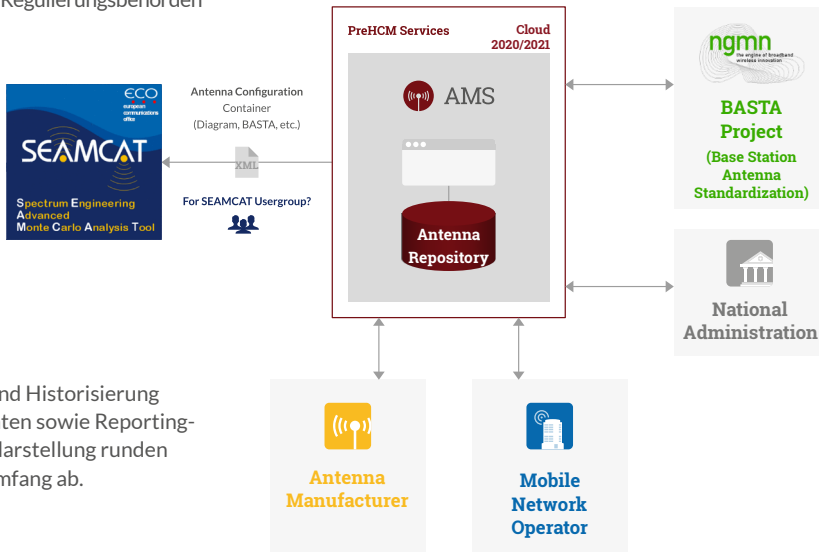 Regulierungsbehörden
PreHCM Services
Cloud
2020/2021
AMS
Antenna
Repository
Antenna Configuration
Container
(Diagram, BASTA, etc.)
XML
For SEAMCAT Usergroup?
ECO
european
communications
office
SEAMCAT
Spectrum Engineering
Advanced
Monte Carlo Analysis Tool
ngmn
the engine of broadband
wireless innovation
BASTA
Project
(Base Station
Antenna
Standardization)
National
Administration
Antenna
Manufacturer
Mobile
Network
Operator
nd Historisierung
ten sowie Reporting-
darstellung runden
mfang ab.